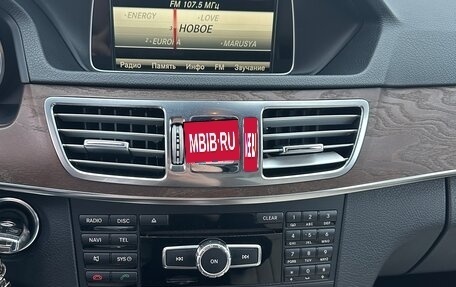 FM 107.5 МГц
ENERGY LOVE
НОВОЕ
2 EUROPA MARUSYA
Радио Память Инфо FM Звучание
MBIB·RU
RADIO DISC CLEAR
NAVI TEL
SYS
ON